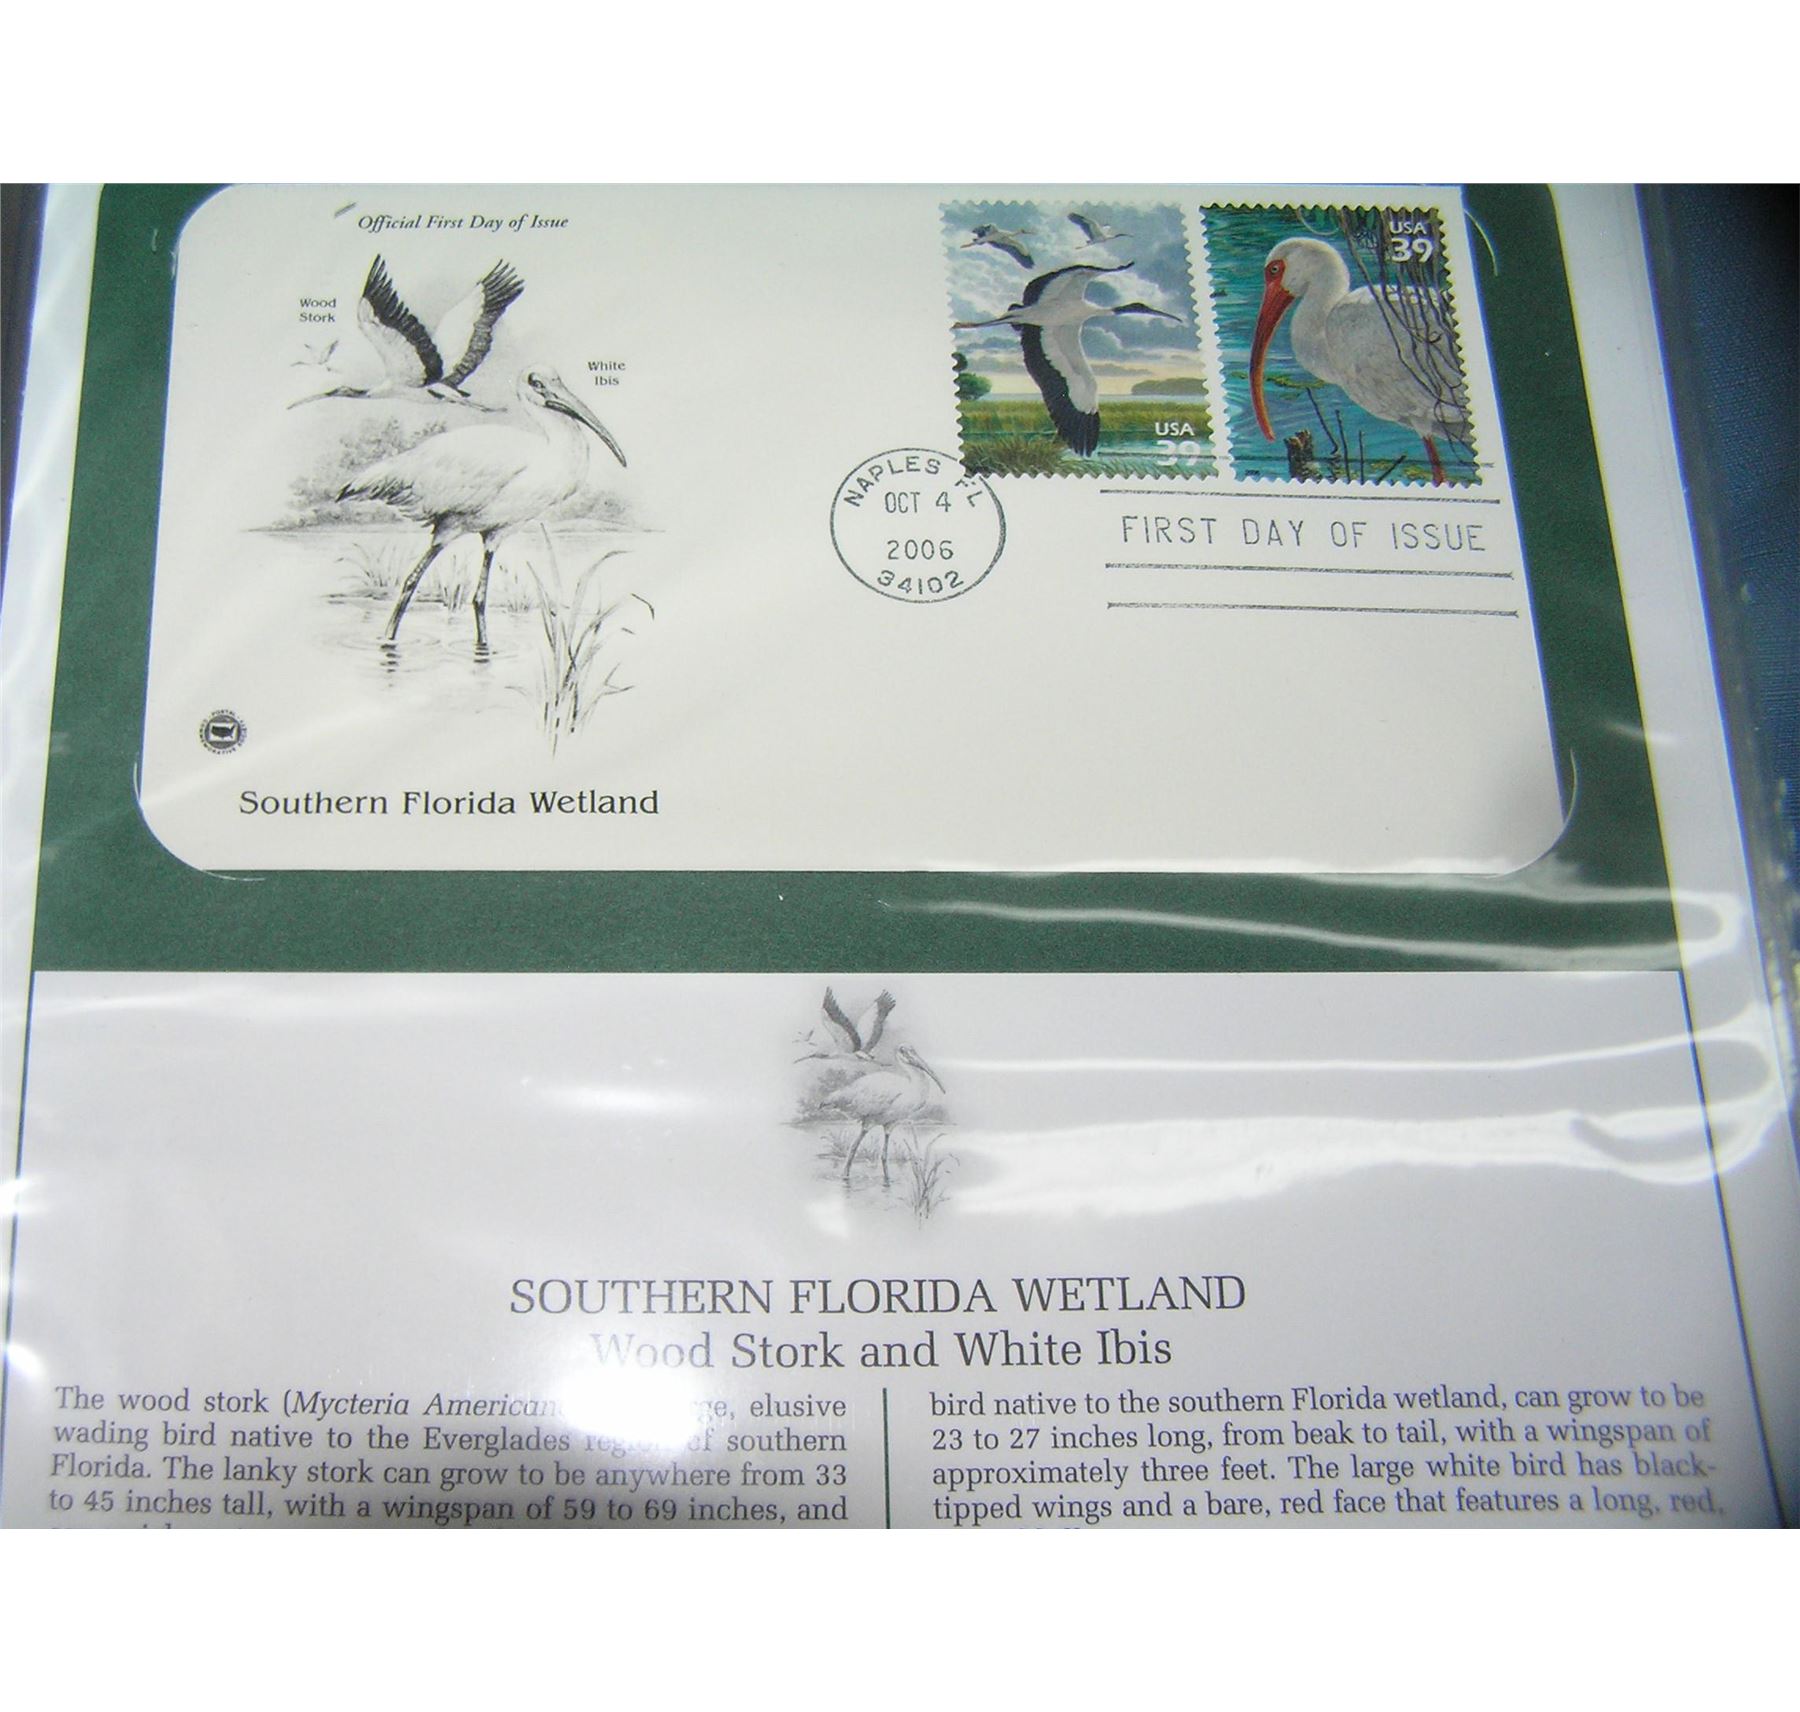 Official First Day of Issue
Wood
Stork
White
Ibis
USA
39
USA
39
NAPLES FL
OCT 4
2006
34102
FIRST DAY OF ISSUE
Southern Florida Wetland
SOUTHERN FLORIDA WETLAND
Wood Stork and White Ibis
The wood stork (Mycteria American elusive
wading bird native to the Everglades region of southern
Florida. The lanky stork can grow to be anywhere from 33
to 45 inches tall, with a wingspan of 59 to 69 inches, and
bird native to the southern Florida wetland, can grow to be
23 to 27 inches long, from beak to tail, with a wingspan of
approximately three feet. The large white bird has black-
tipped wings and a bare, red face that features a long, red,